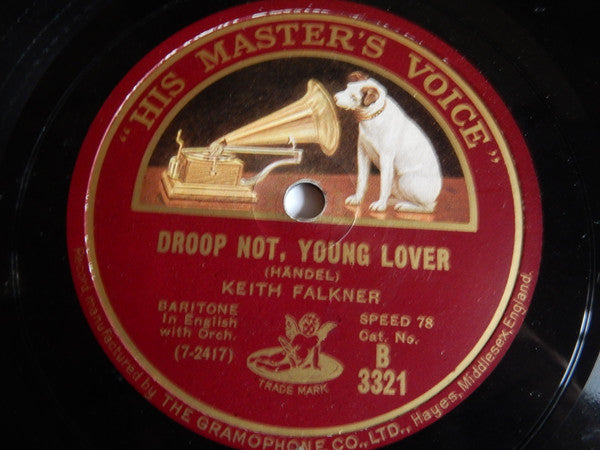 "HIS MASTER'S VOICE"
DROOP NOT, YOUNG LOVER
(HÄNDEL)
KEITH FALKNER
BARITONE
In English
with Orch.
(7-2417)
SPEED 78
Cat. No.
B
3321
TRADE MARK
Record, manufactured by THE GRAMOPHONE CO., LTD., Hayes, Middlesex, England.